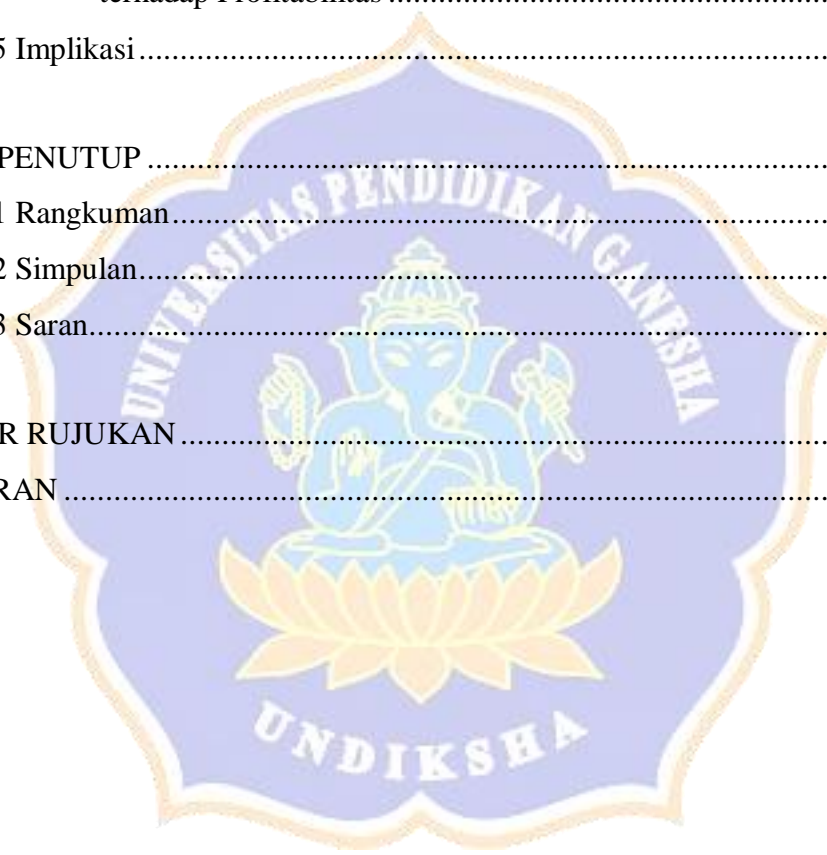 terhadap Profitabilitas ........................................................
5 Implikasi ........................................................................................
PENUTUP .......................................................................................
1 Rangkuman ...................................................................................
2 Simpulan ........................................................................................
3 Saran ..............................................................................................
R RUJUKAN ...................................................................................
RAN ..................................................................................................
UNIVERSITAS PENDIDIKAN GANESHA
UNDIKSHA